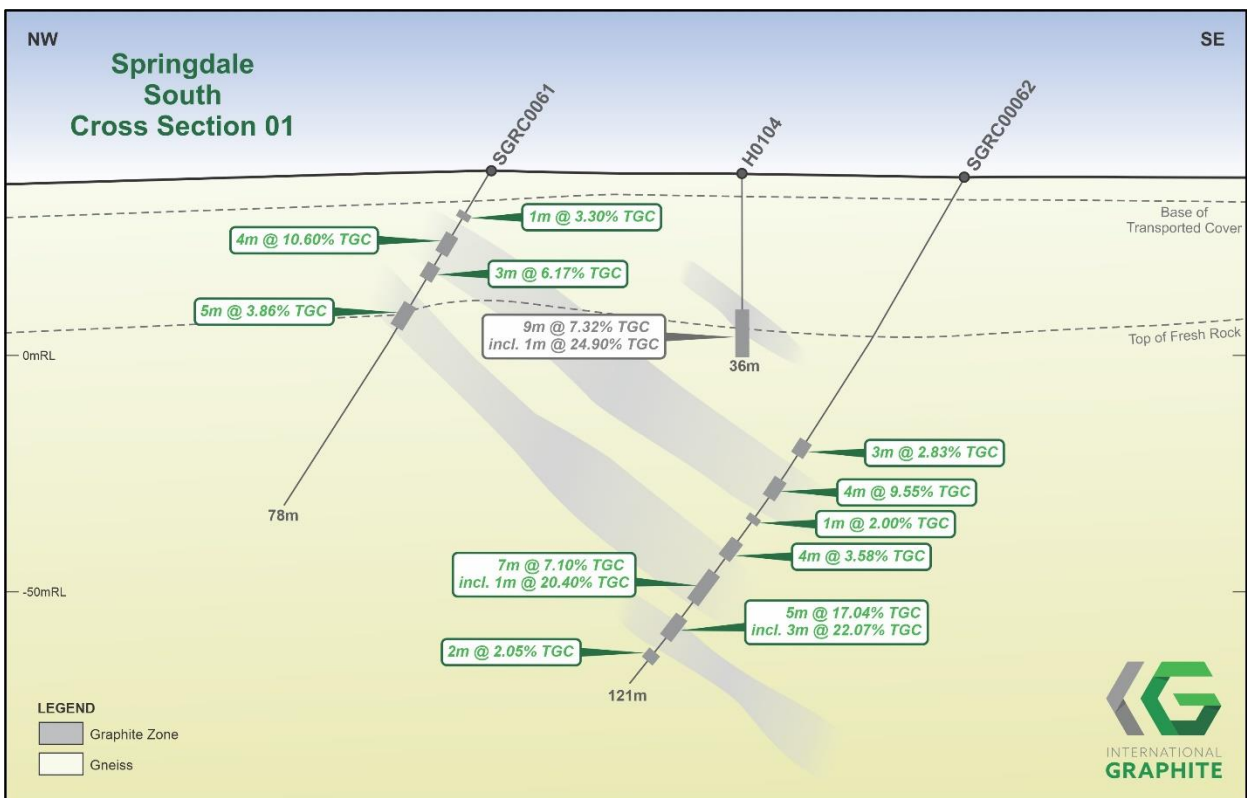 NW
SE
Springdale
South
Cross Section 01
SGRC0061
H0104
SGRC00062
1m @ 3.30% TGC
Base of
Transported Cover
4m @ 10.60% TGC
3m @ 6.17% TGC
5m @ 3.86% TGC
9m @ 7.32% TGC
incl. 1m @ 24.90% TGC
Top of Fresh Rock
0mRL
36m
3m @ 2.83% TGC
4m @ 9.55% TGC
78m
1m @ 2.00% TGC
4m @ 3.58% TGC
7m @ 7.10% TGC
incl. 1m @ 20.40% TGC
-50mRL
5m @ 17.04% TGC
incl. 3m @ 22.07% TGC
2m @ 2.05% TGC
121m
LEGEND
Graphite Zone
Gneiss
INTERNATIONAL
GRAPHITE